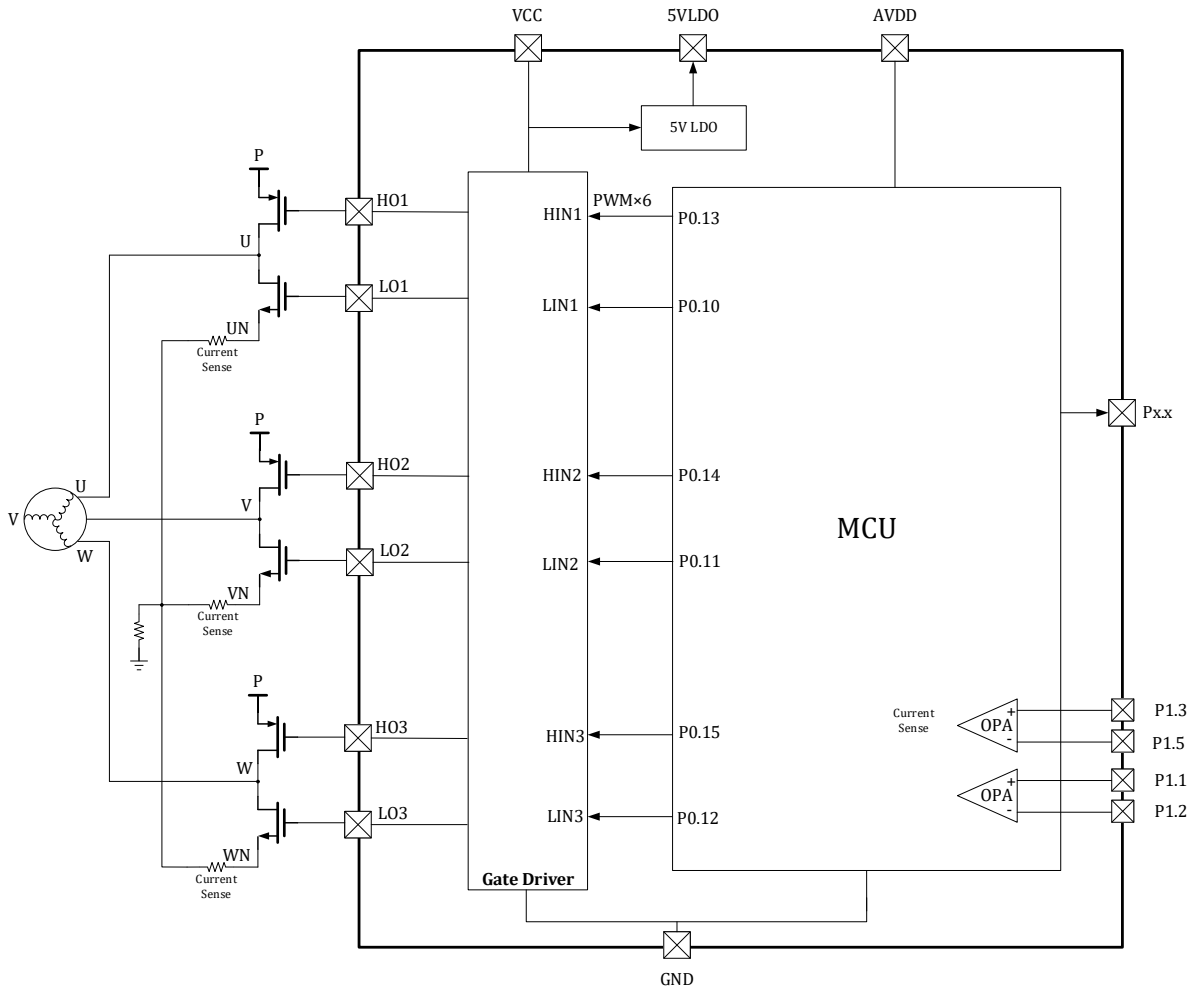 VCC
5VLDO
AVDD
5V LDO
P
HO1
HIN1
PWM×6
P0.13
U
LO1
LIN1
P0.10
UN
Current
Sense
Px.x
P
HO2
HIN2
P0.14
MCU
U
V
V
W
LO2
LIN2
P0.11
VN
Current
Sense
P
HO3
HIN3
P0.15
W
LO3
LIN3
P0.12
WN
Current
Sense
Gate Driver
Current
Sense
+
OPA
-
P1.3
P1.5
+
OPA
-
P1.1
P1.2
GND